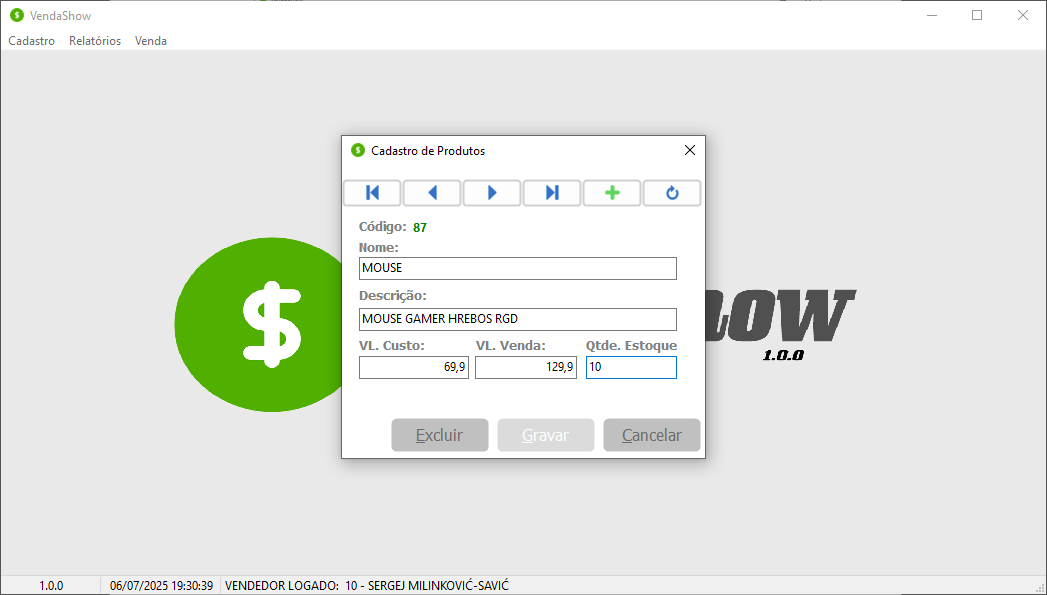 VendaShow
Cadastro Relatórios Venda
Cadastro de Produtos
Código: 87
Nome:
MOUSE
Descrição:
MOUSE GAMER HREBOS RGD
VL. Custo: VL. Venda: Qtde. Estoque
69,9 129,9 10
Excluir Gravar Cancelar
$
OW
1.0.0
1.0.0 06/07/2025 19:30:39 VENDEDOR LOGADO: 10 - SERGEJ MILINKOVIĆ-SAVIĆ